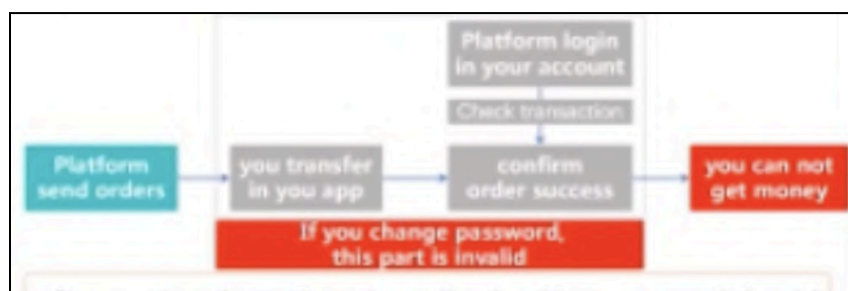 Platform login
in your account
Check transaction
Platform
send orders
you transfer
in you app
confirm
order success
you can not
get money
If you change password,
this part is invalid